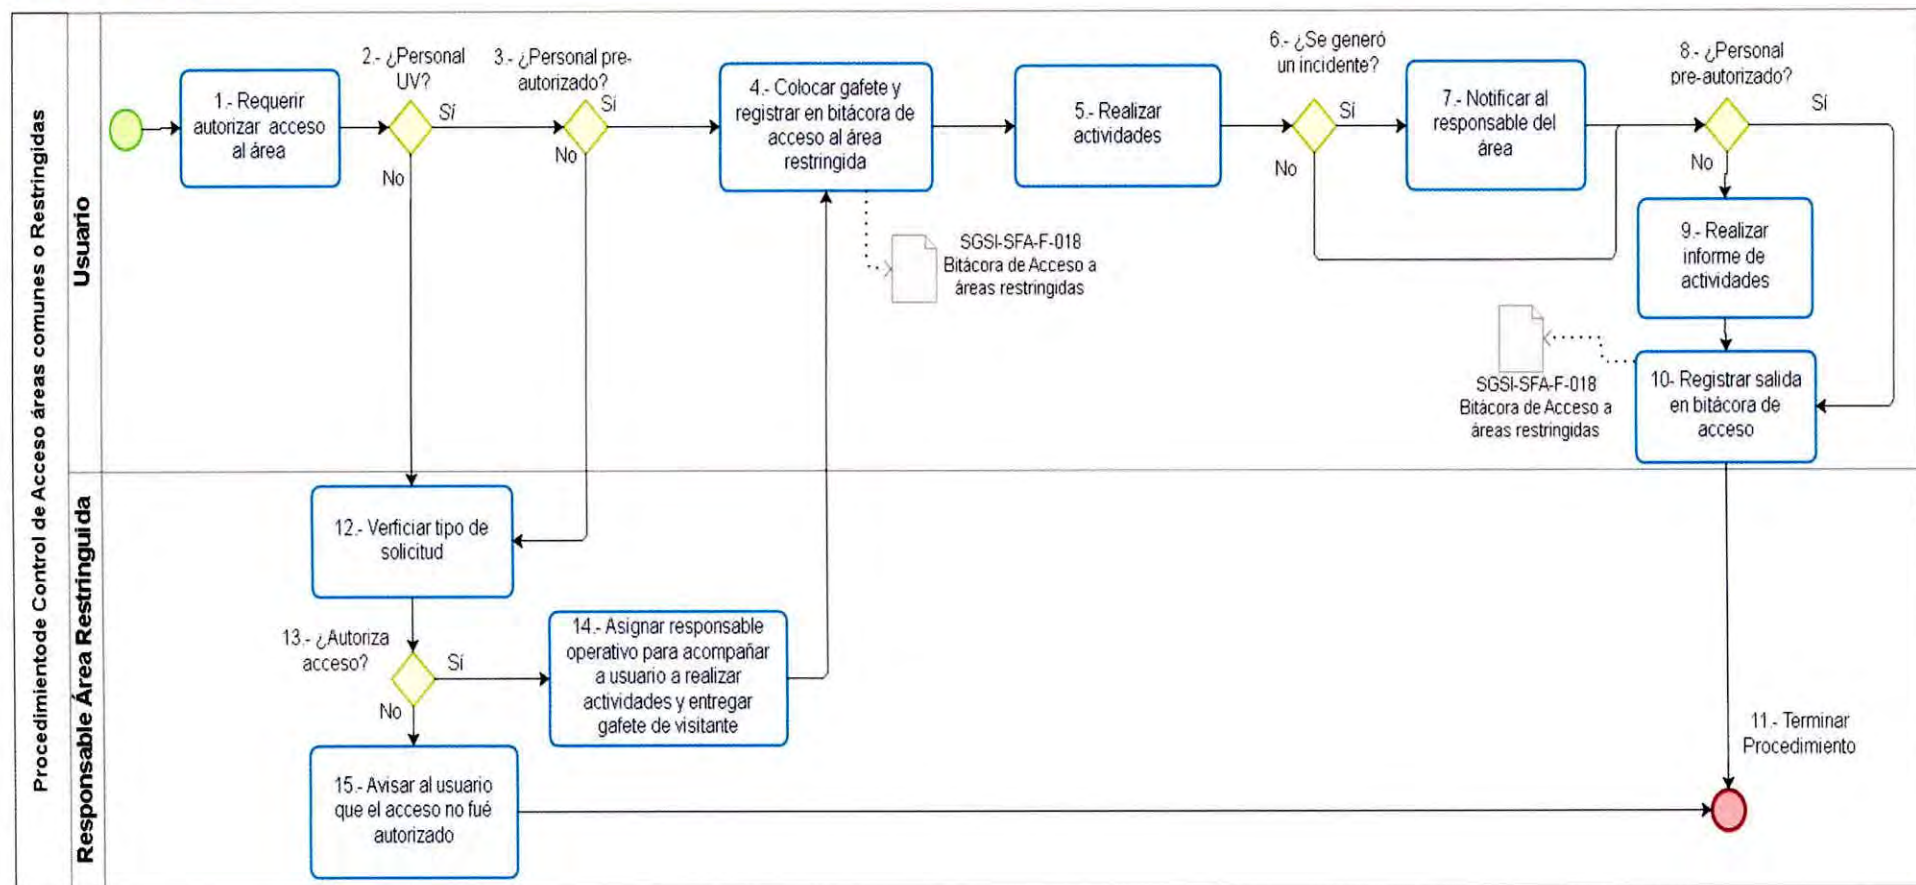 Procedimientode Control de Acceso áreas comunes o Restringidas
Usuario
1.- Requerir
autorizar acceso
al área
2.- ¿Personal
UV?
Sí
No
3.- ¿Personal pre-
autorizado?
Sí
No
4.- Colocar gafete y
registrar en bitácora de
acceso al área
restringida
SGSI-SFA-F-018
Bitácora de Acceso a
áreas restringidas
5.- Realizar
actividades
6.- ¿Se generó
un incidente?
Sí
No
7.- Notificar al
responsable del
área
8.- ¿Personal
pre-autorizado?
Sí
No
9.- Realizar
informe de
actividades
SGSI-SFA-F-018
Bitácora de Acceso a
áreas restringidas
10- Registrar salida
en bitácora de
acceso
Responsable Área Restringuida
12.- Verficiar tipo de
solicitud
13.- ¿Autoriza
acceso?
Sí
No
14.- Asignar responsable
operativo para acompañar
a usuario a realizar
actividades y entregar
gafete de visitante
15.- Avisar al usuario
que el acceso no fué
autorizado
11.- Terminar
Procedimiento